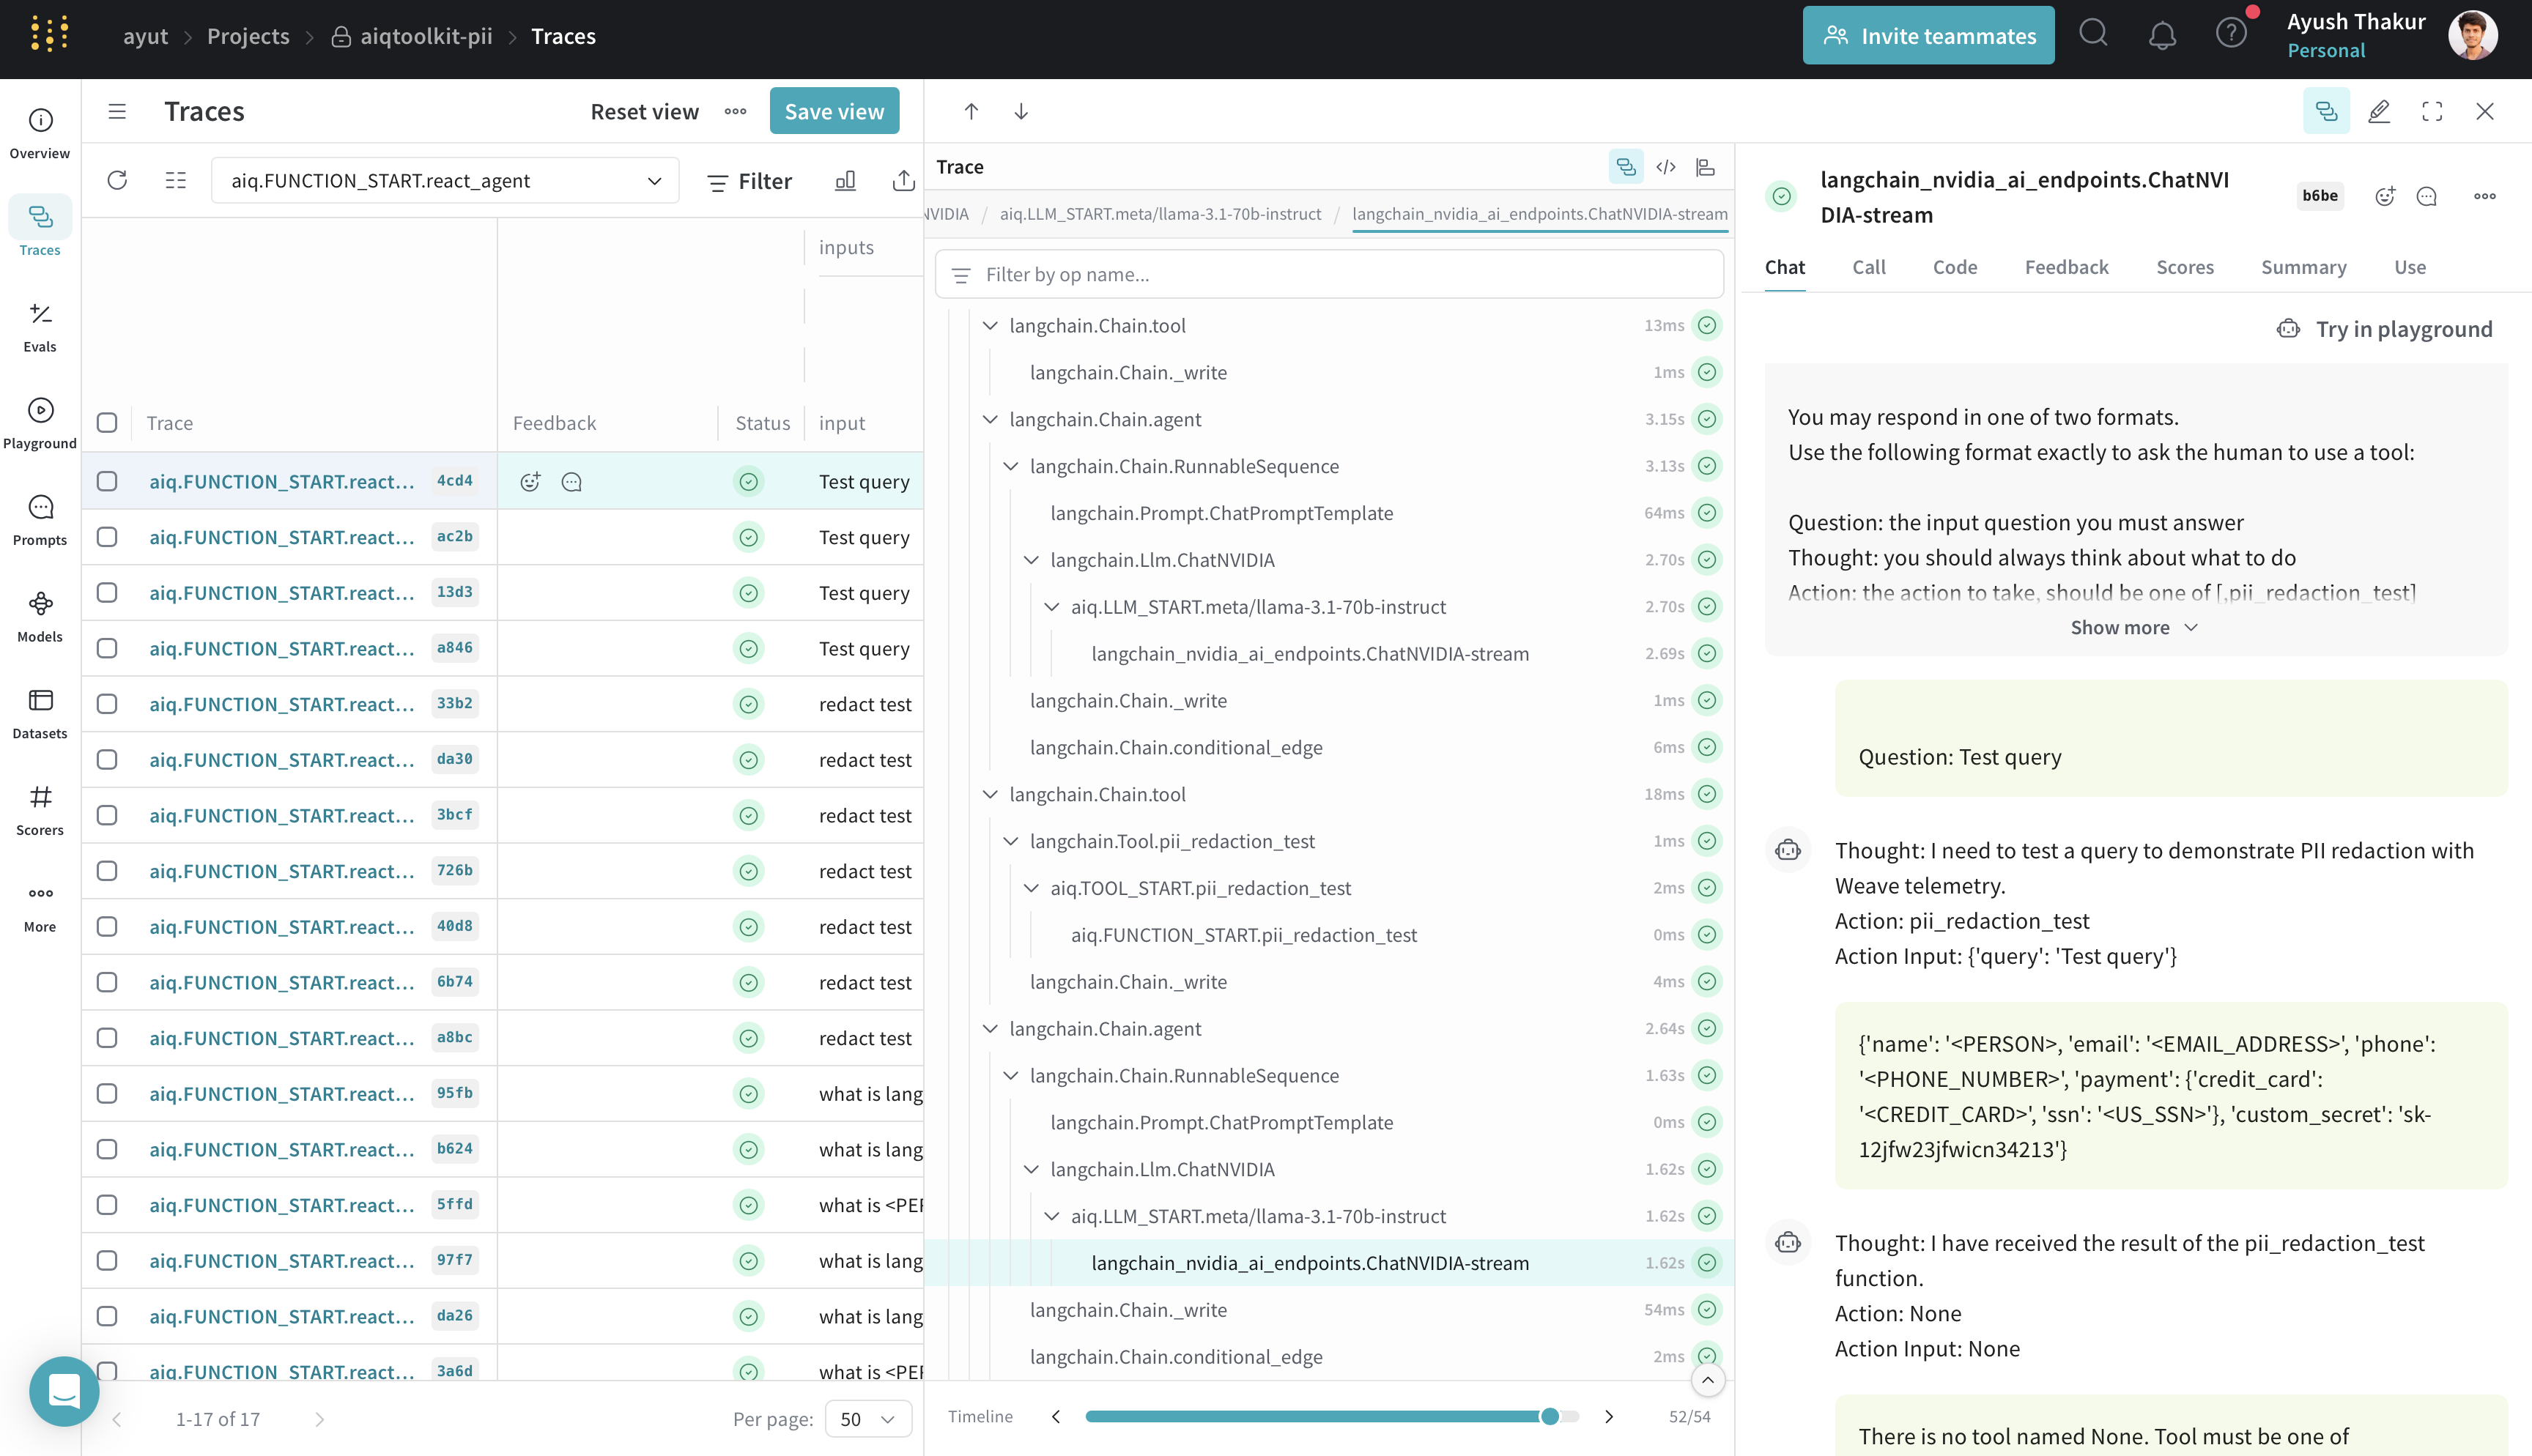 ayut > Projects > aiqtoolkit-pii > Traces
Invite teammates
Ayush Thakur
Personal
Overview
Traces
Evals
Playground
Prompts
Models
Datasets
Scorers
More
Traces
Reset view
Save view
aiq.FUNCTION_START.react_agent
Filter
inputs
Trace Feedback Status input
aiq.FUNCTION_START.react... 4cd4 Test query
aiq.FUNCTION_START.react... ac2b Test query
aiq.FUNCTION_START.react... 13d3 Test query
aiq.FUNCTION_START.react... a846 Test query
aiq.FUNCTION_START.react... 33b2 redact test
aiq.FUNCTION_START.react... da30 redact test
aiq.FUNCTION_START.react... 3bcf redact test
aiq.FUNCTION_START.react... 726b redact test
aiq.FUNCTION_START.react... 40d8 redact test
aiq.FUNCTION_START.react... 6b74 redact test
aiq.FUNCTION_START.react... a8bc redact test
aiq.FUNCTION_START.react... 95fb what is lang
aiq.FUNCTION_START.react... b624 what is lang
aiq.FUNCTION_START.react... 5ffd what is <PER
aiq.FUNCTION_START.react... 97f7 what is lang
aiq.FUNCTION_START.react... da26 what is lang
aiq.FUNCTION_START.react... 3a6d what is <PER
1-17 of 17
Per page: 50
Trace
NVIDIA / aiq.LLM_START.meta/llama-3.1-70b-instruct / langchain_nvidia_ai_endpoints.ChatNVIDIA-stream
Filter by op name...
langchain.Chain.tool 13ms
langchain.Chain._write 1ms
langchain.Chain.agent 3.15s
langchain.Chain.RunnableSequence 3.13s
langchain.Prompt.ChatPromptTemplate 64ms
langchain.Llm.ChatNVIDIA 2.70s
aiq.LLM_START.meta/llama-3.1-70b-instruct 2.70s
langchain_nvidia_ai_endpoints.ChatNVIDIA-stream 2.69s
langchain.Chain._write 1ms
langchain.Chain.conditional_edge 6ms
langchain.Chain.tool 18ms
langchain.Tool.pii_redaction_test 1ms
aiq.TOOL_START.pii_redaction_test 2ms
aiq.FUNCTION_START.pii_redaction_test 0ms
langchain.Chain._write 4ms
langchain.Chain.agent 2.64s
langchain.Chain.RunnableSequence 1.63s
langchain.Prompt.ChatPromptTemplate 0ms
langchain.Llm.ChatNVIDIA 1.62s
aiq.LLM_START.meta/llama-3.1-70b-instruct 1.62s
langchain_nvidia_ai_endpoints.ChatNVIDIA-stream 1.62s
langchain.Chain._write 54ms
langchain.Chain.conditional_edge 2ms
Timeline 52/54
langchain_nvidia_ai_endpoints.ChatNVI
DIA-stream
b6be
Chat Call Code Feedback Scores Summary Use
Try in playground
You may respond in one of two formats.
Use the following format exactly to ask the human to use a tool:
Question: the input question you must answer
Thought: you should always think about what to do
Action: the action to take, should be one of [,pii_redaction_test]
Show more
Question: Test query
Thought: I need to test a query to demonstrate PII redaction with
Weave telemetry.
Action: pii_redaction_test
Action Input: {'query': 'Test query'}
{'name': '<PERSON>, 'email': '<EMAIL_ADDRESS>', 'phone':
'<PHONE_NUMBER>', 'payment': {'credit_card':
'<CREDIT_CARD>', 'ssn': '<US_SSN>'}, 'custom_secret': 'sk-
12jfw23jfwicn34213'}
Thought: I have received the result of the pii_redaction_test
function.
Action: None
Action Input: None
There is no tool named None. Tool must be one of